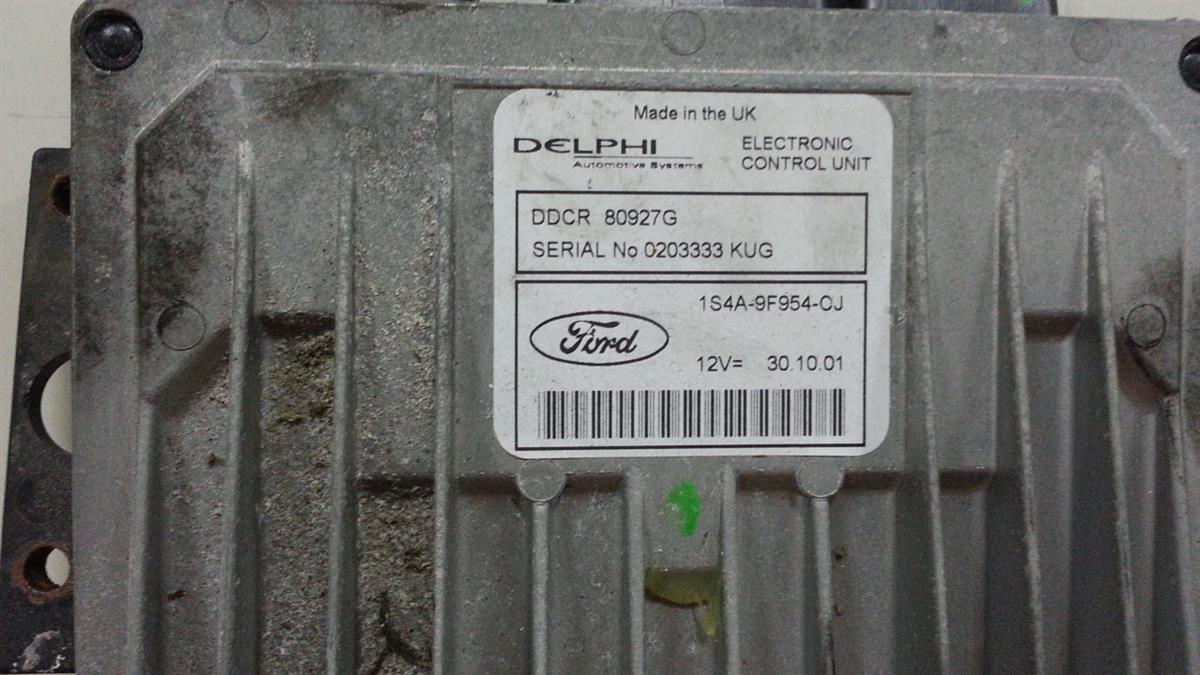 Made in the UK
DELPHI
Automotive Systems
ELECTRONIC
CONTROL UNIT
DDCR 80927G
SERIAL No 0203333 KUG
1S4A-9F954-CJ
Ford
12V= 30.10.01